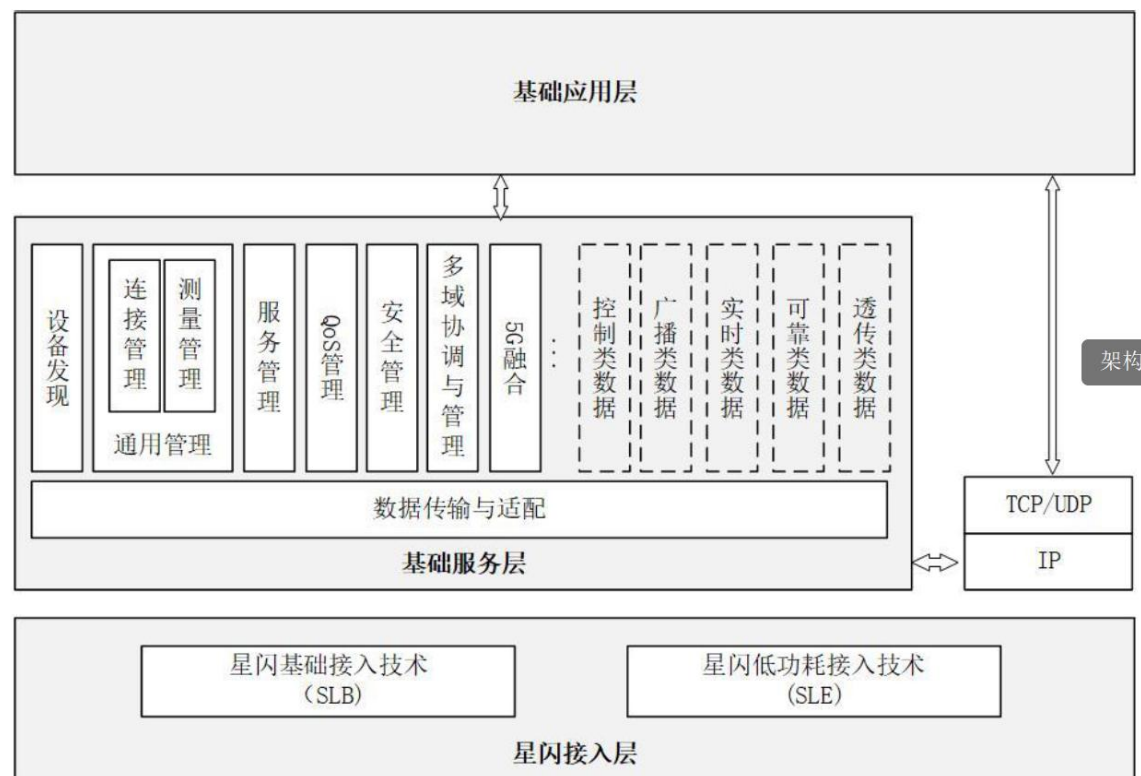 基础应用层
设备发现
连接管理
测量管理
通用管理
服务管理
QoS管理
安全管理
多域协调与管理
5G融合
...
控制类数据
广播类数据
实时类数据
可靠类数据
透传类数据
架构
数据传输与适配
基础服务层
TCP/UDP
IP
星闪基础接入技术
（SLB)
星闪低功耗接入技术
(SLE)
星闪接入层